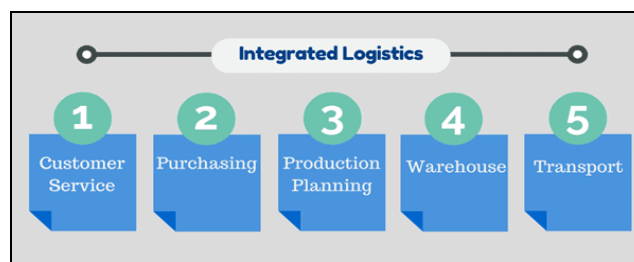 Integrated Logistics
1
Customer
Service
2
Purchasing
3
Production
Planning
4
Warehouse
5
Transport